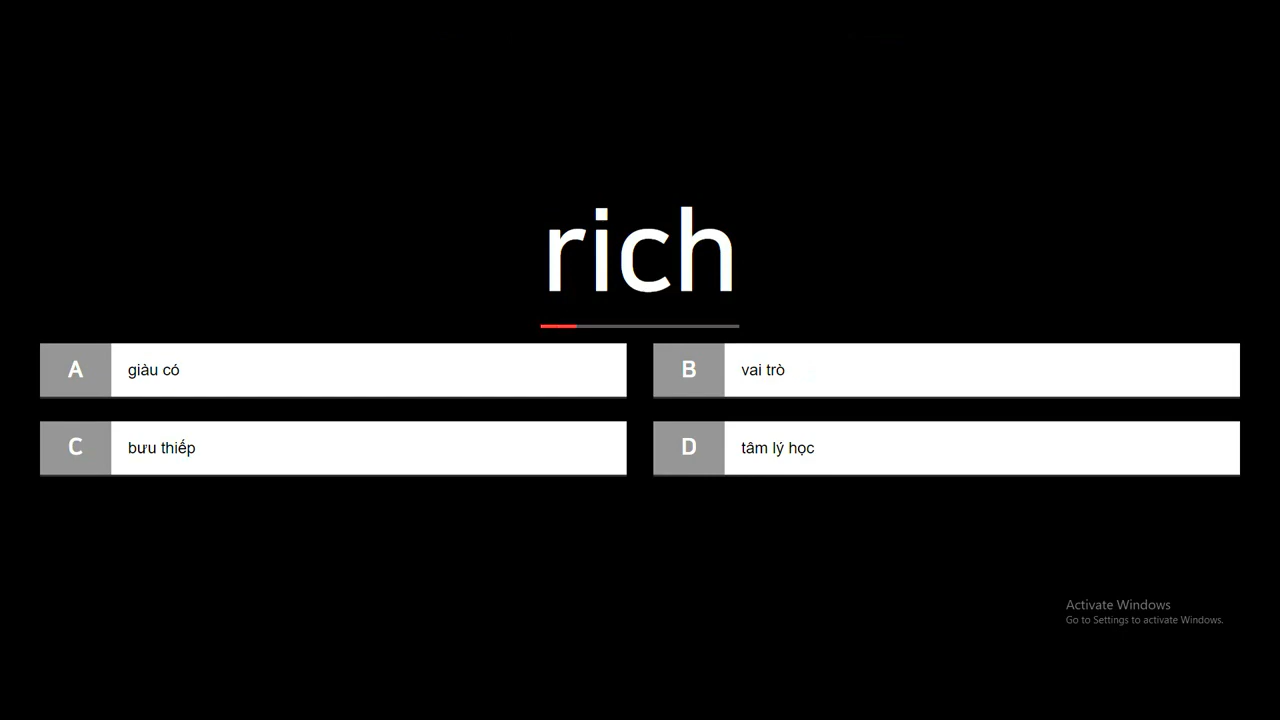 rich
A giàu có
B vai trò
C bưu thiếp
D tâm lý học
Activate Windows
Go to Settings to activate Windows.